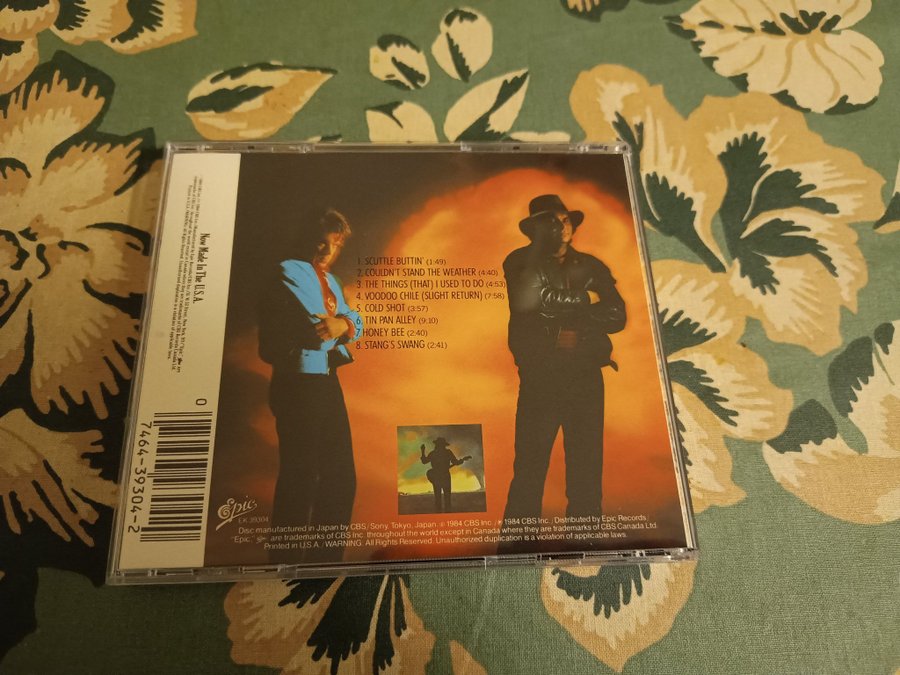 1 SCUTTLE BUTTIN' (1:49)
2. COULDN'T STAND THE WEATHER (4:40)
3. THE THINGS (THAT) I USED TO DO (4:53)
4. VOODOO CHILE (SLIGHT RETURN) (7:58)
5. COLD SHOT (3:57)
6. TIN PAN ALLEY (9:10)
7. HONEY BEE (2:40)
8. STANG'S SWANG (2:41)
Now Made In The U.S.A.
0
7464-39304-2
Epic
EK 39304
Disc manufactured in Japan by CBS/Sony, Tokyo, Japan. © 1984 CBS Inc./℗ 1984 CBS Inc./Distributed by Epic Records/
"Epic," are trademarks of CBS Inc. throughout the world except in Canada where they are trademarks of CBS Canada Ltd.
Printed in U.S.A./WARNING: All Rights Reserved. Unauthorized duplication is a violation of applicable laws.